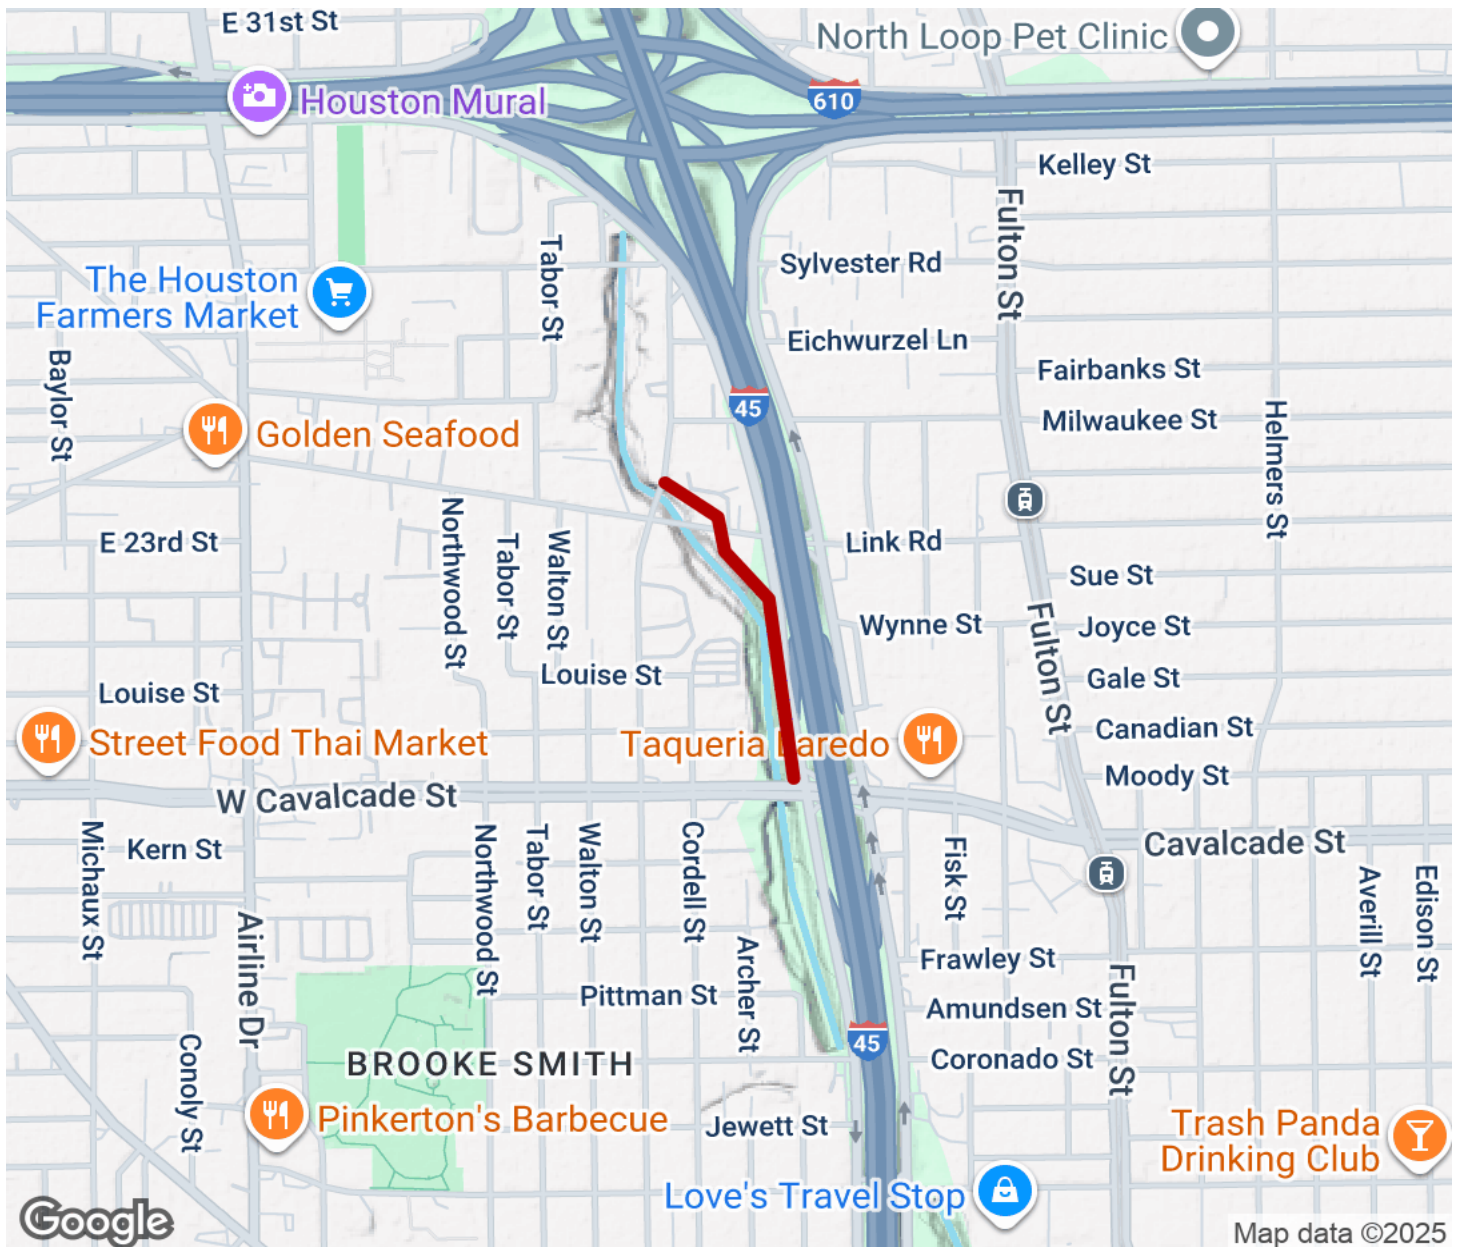 E 31st St
North Loop Pet Clinic
610
Houston Mural
Kelley St
Fulton St
Tabor St
Sylvester Rd
The Houston
Farmers Market
Eichwurzel Ln
Baylor St
Fairbanks St
45
Milwaukee St
Helmers St
Golden Seafood
Northwood St
E 23rd St
Tabor St
Walton St
Link Rd
Sue St
Fulton St
Wynne St
Joyce St
Louise St
Gale St
Louise St
Canadian St
Street Food Thai Market
Taqueria Laredo
Moody St
W Cavalcade St
Michaux St
Kern St
Northwood St
Tabor St
Walton St
Cordell St
Fisk St
Cavalcade St
Averill St
Edison St
Airline Dr
Archer St
Frawley St
Fulton St
Pittman St
Amundsen St
Conoly St
45
BROOKE SMITH
Coronado St
Pinkerton's Barbecue
Jewett St
Trash Panda
Drinking Club
Love's Travel Stop
Google
Map data ©2025